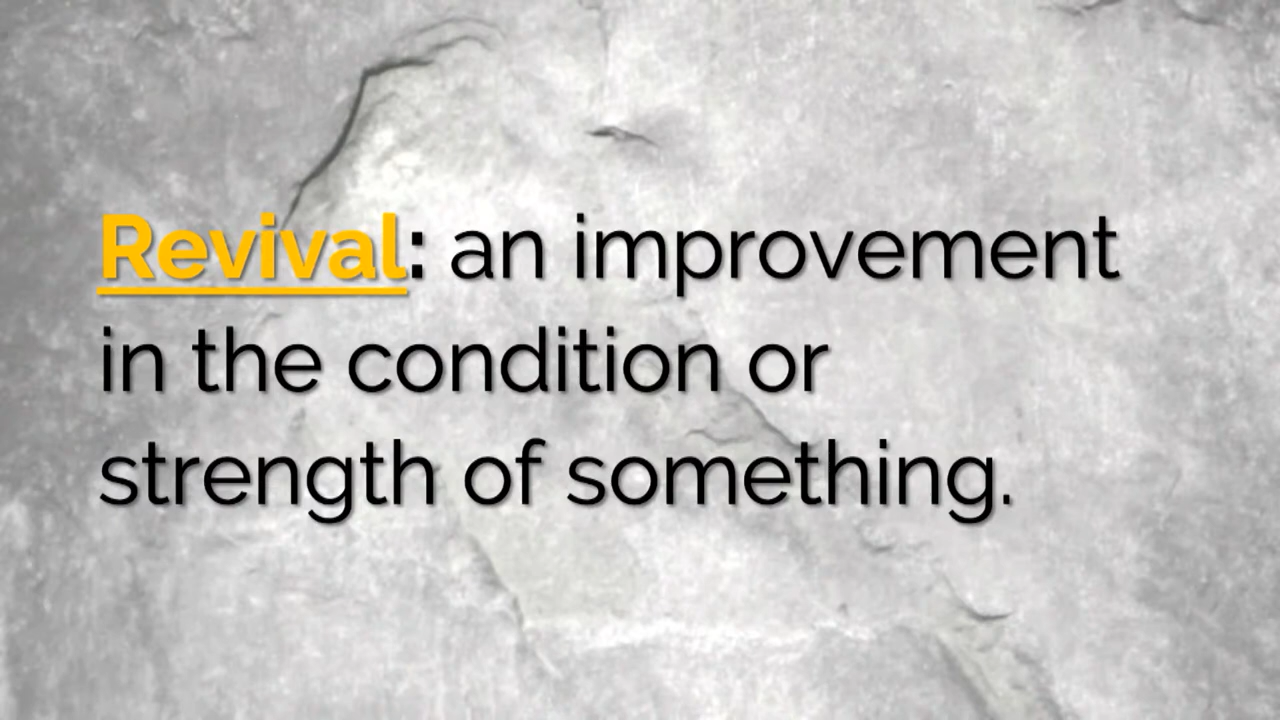 Revival: an improvement
in the condition or
strength of something.